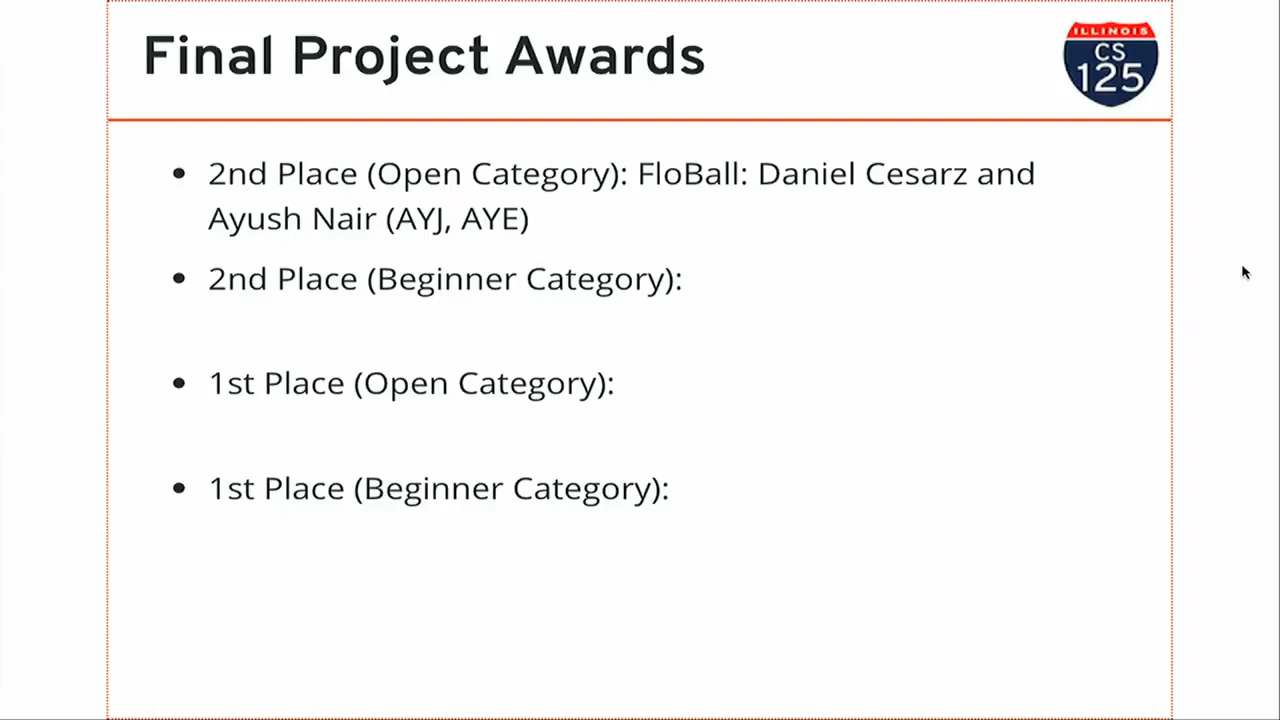 Final Project Awards
ILLINOIS
CS
125
2nd Place (Open Category): FloBall: Daniel Cesarz and
Ayush Nair (AYJ, AYE)
2nd Place (Beginner Category):
1st Place (Open Category):
1st Place (Beginner Category):